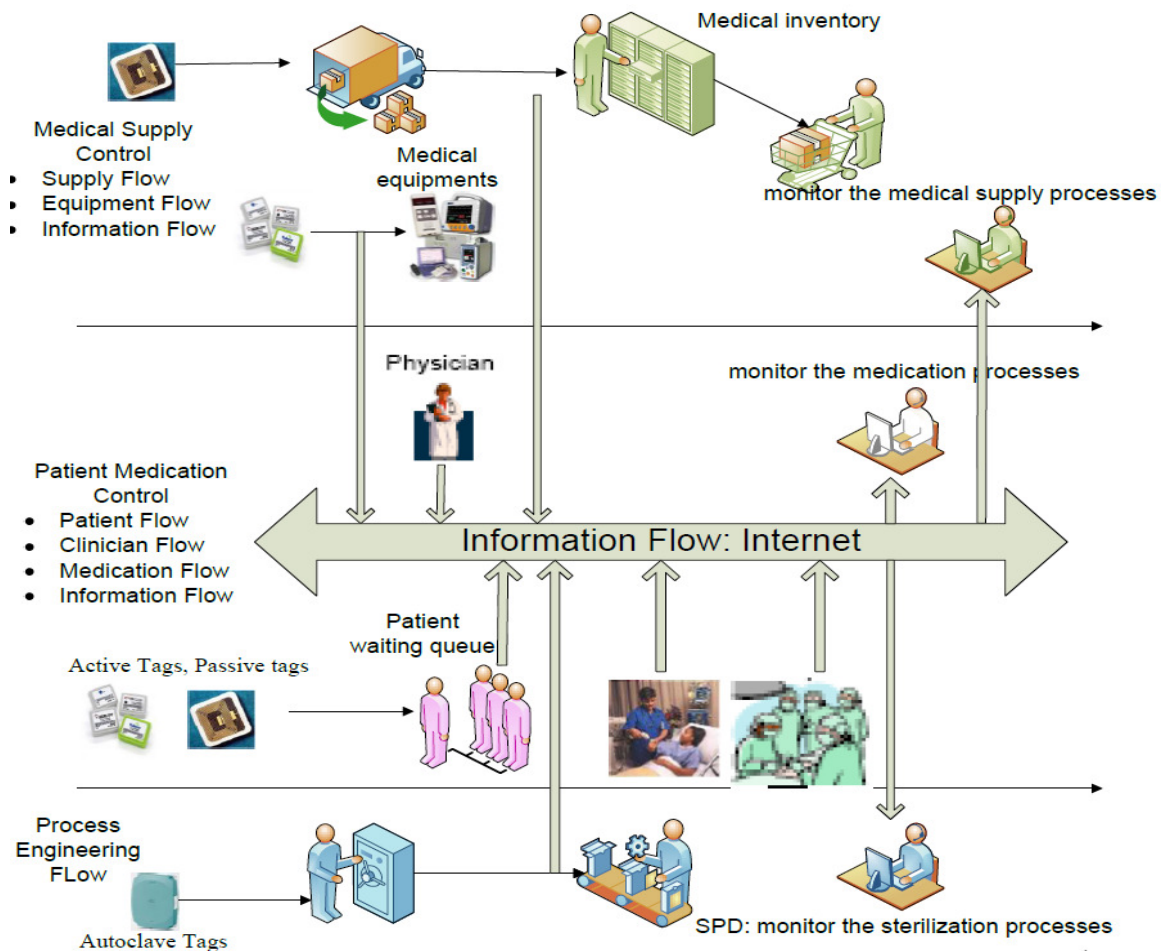 Medical inventory
Medical Supply
Control
• Supply Flow
• Equipment Flow
• Information Flow
Medical
equipments
monitor the medical supply processes
Physician
monitor the medication processes
Patient Medication
Control
• Patient Flow
• Clinician Flow
• Medication Flow
• Information Flow
Information Flow: Internet
Patient
waiting queue
Active Tags, Passive tags
Process
Engineering
FLow
Autoclave Tags
SPD: monitor the sterilization processes